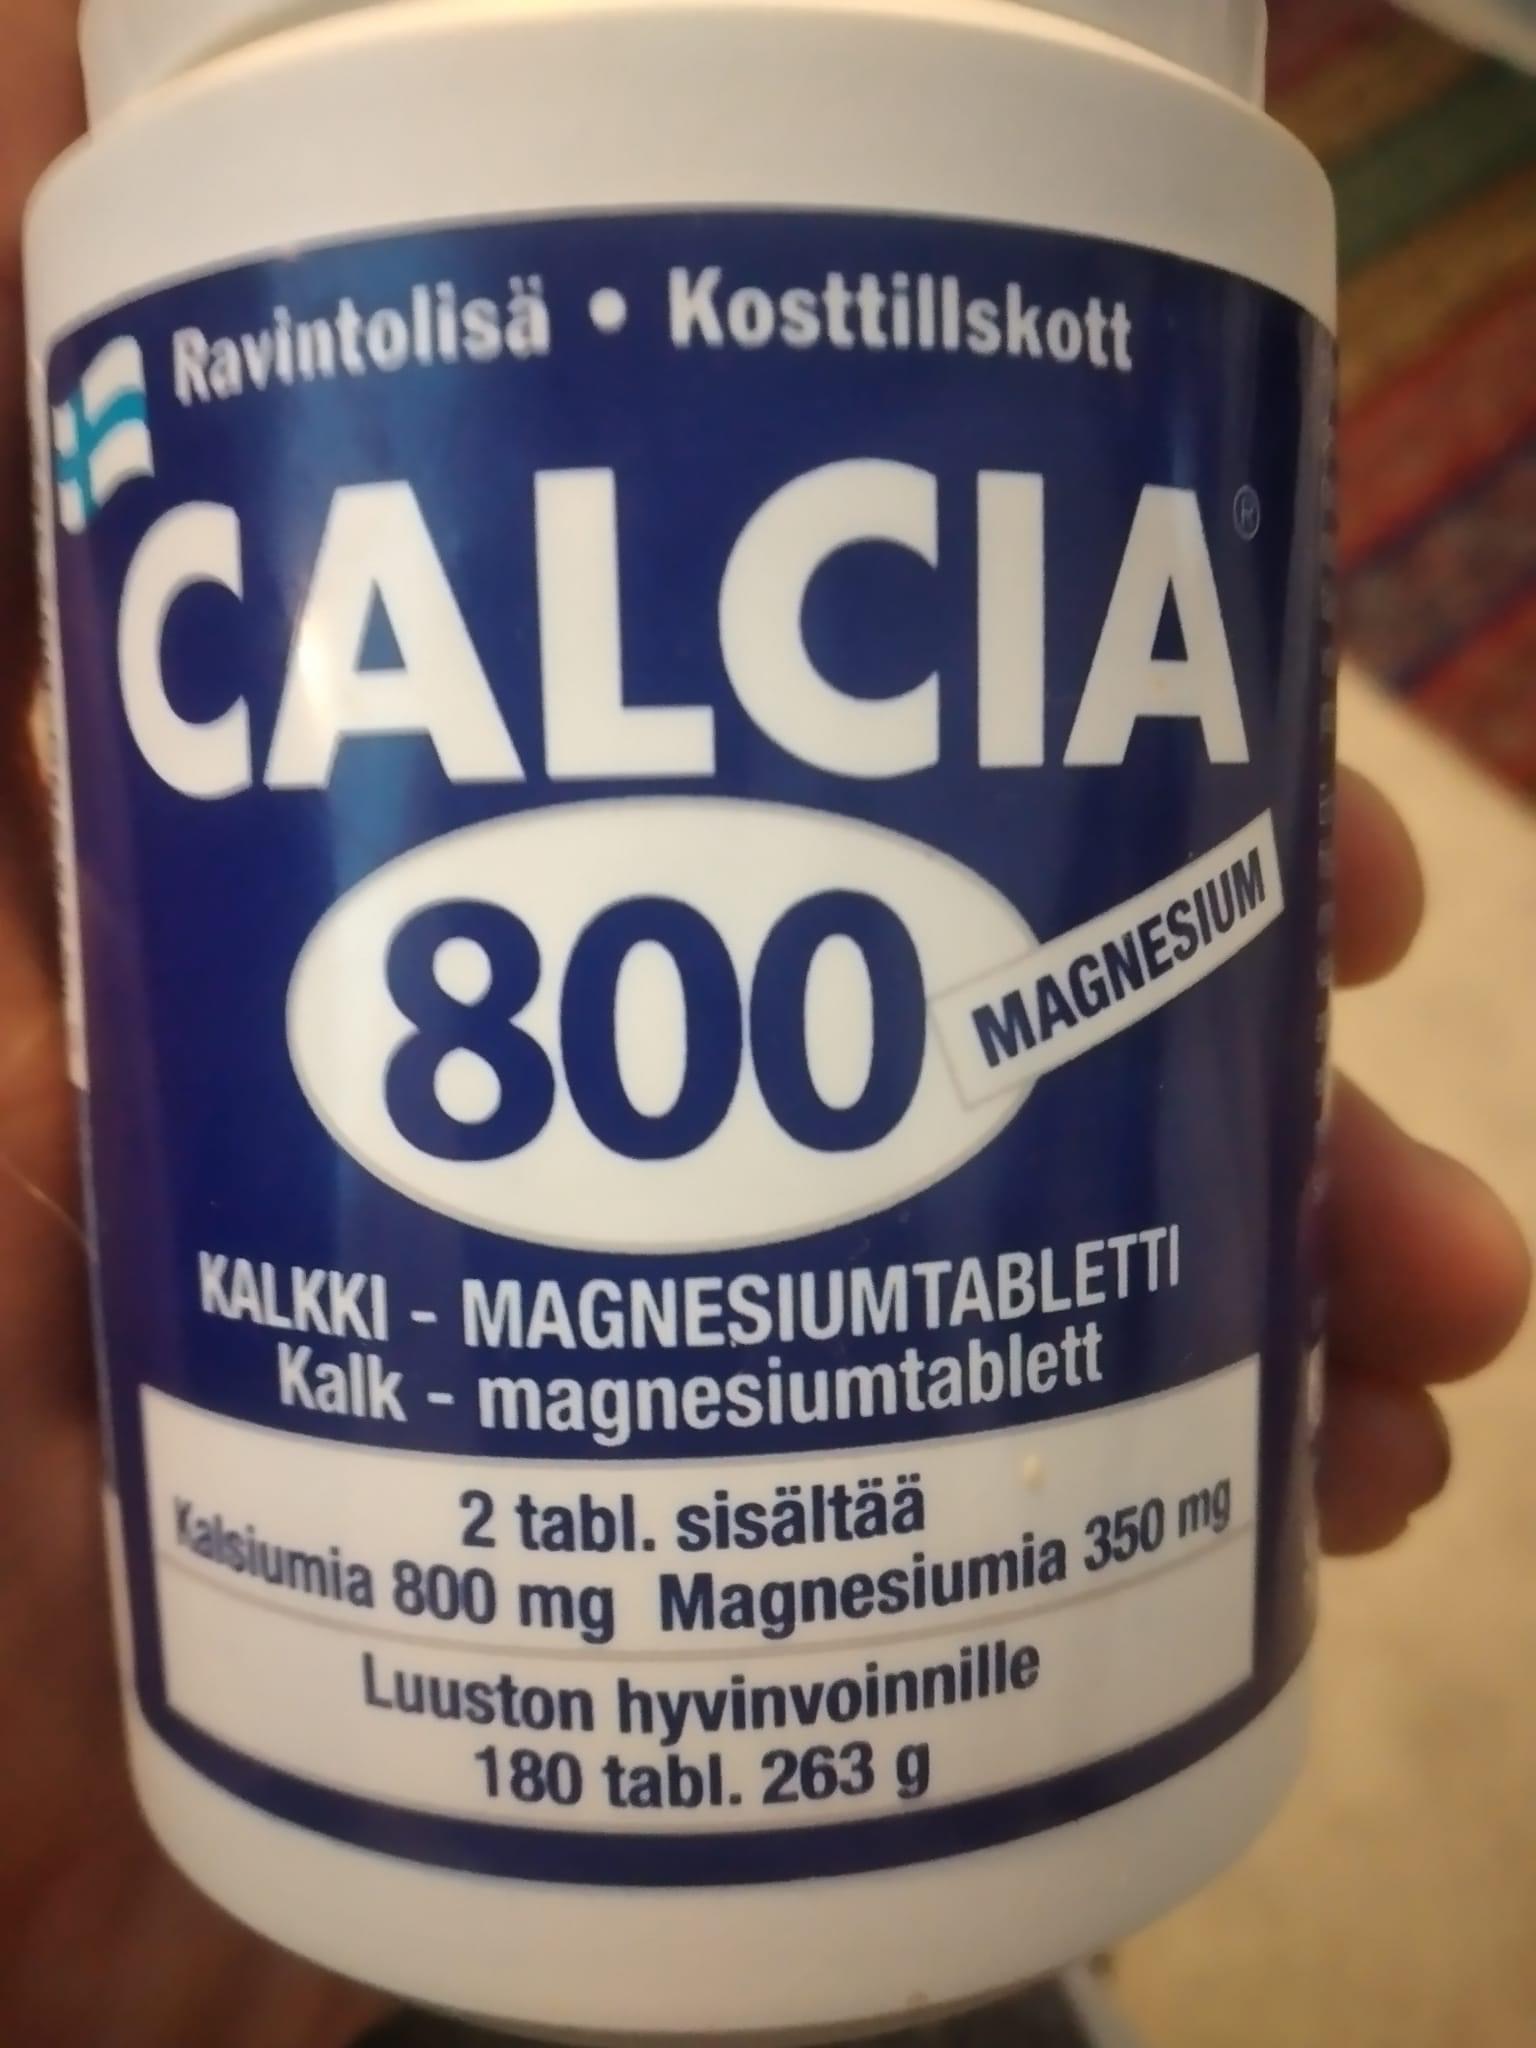 Ravintolisä • Kosttillskott
CALCIA®
800
MAGNESIUM
KALKKI - MAGNESIUMTABLETTI
Kalk - magnesiumtablett
2 tabl. sisältää
Kalsiumia 800 mg Magnesiumia 350 mg
Luuston hyvinvoinnille
180 tabl. 263 g